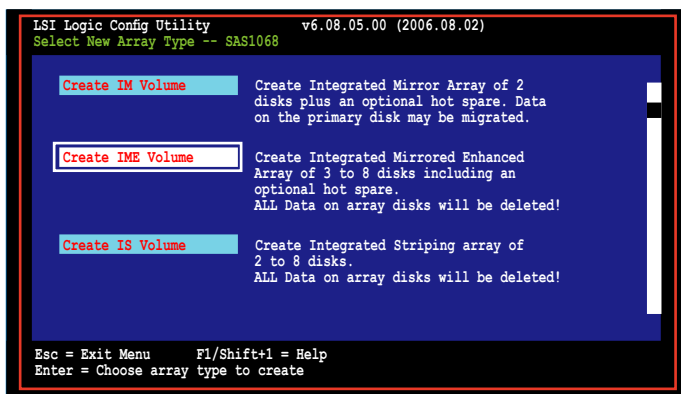 LSI Logic Config Utility v6.08.05.00 (2006.08.02)
Select New Array Type -- SAS1068
Create IM Volume Create Integrated Mirror Array of 2
disks plus an optional hot spare. Data
on the primary disk may be migrated.
Create IME Volume Create Integrated Mirrored Enhanced
Array of 3 to 8 disks including an
optional hot spare.
ALL Data on array disks will be deleted!
Create IS Volume Create Integrated Striping array of
2 to 8 disks.
ALL Data on array disks will be deleted!
Esc = Exit Menu F1/Shift+1 = Help
Enter = Choose array type to create